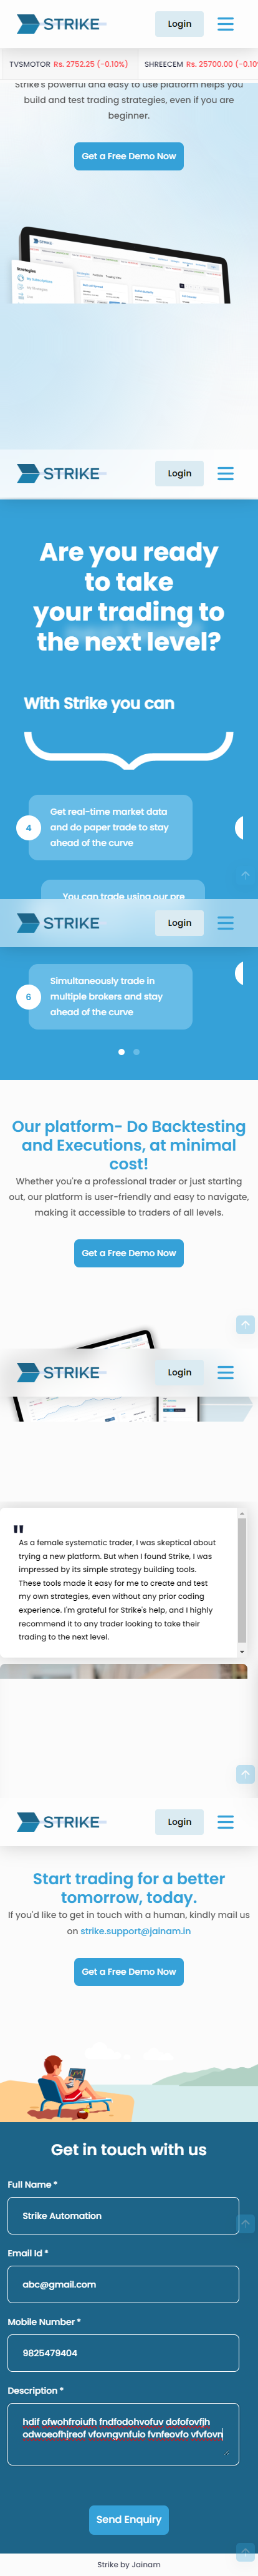 STRIKE
Login
TVSMOTOR Rs. 2752.25 (-0.10%) SHREECEM Rs. 25700.00 (-0.10
Strike's powerful and easy to use platform helps you
build and test trading strategies, even if you are
beginner.
Get a Free Demo Now
Strategies
STRIKE
Login
Are you ready
to take
your trading to
the next level?
With Strike you can
4
Get real-time market data
and do paper trade to stay
ahead of the curve
You can trade using our pre
STRIKE
Login
6
Simultaneously trade in
multiple brokers and stay
ahead of the curve
Our platform- Do Backtesting
and Executions, at minimal
cost!
Whether you're a professional trader or just starting
out, our platform is user-friendly and easy to navigate,
making it accessible to traders of all levels.
Get a Free Demo Now
STRIKE
Login
"
As a female systematic trader, I was skeptical about
trying a new platform. But when I found Strike, I was
impressed by its simple strategy building tools.
These tools made it easy for me to create and test
my own strategies, even without any prior coding
experience. I'm grateful for Strike's help, and I highly
recommend it to any trader looking to take their
trading to the next level.
STRIKE
Login
Start trading for a better
tomorrow, today.
If you'd like to get in touch with a human, kindly mail us
on strike.support@jainam.in
Get a Free Demo Now
Get in touch with us
Full Name *
Strike Automation
Email Id *
abc@gmail.com
Mobile Number *
9825479404
Description *
hdif ofwohfroiufh fndfodohvofuv dofofovfjh
odwoeofhjreof vfovngvnfuio fvnfeovfo vfvfovn
Send Enquiry
Strike by Jainam